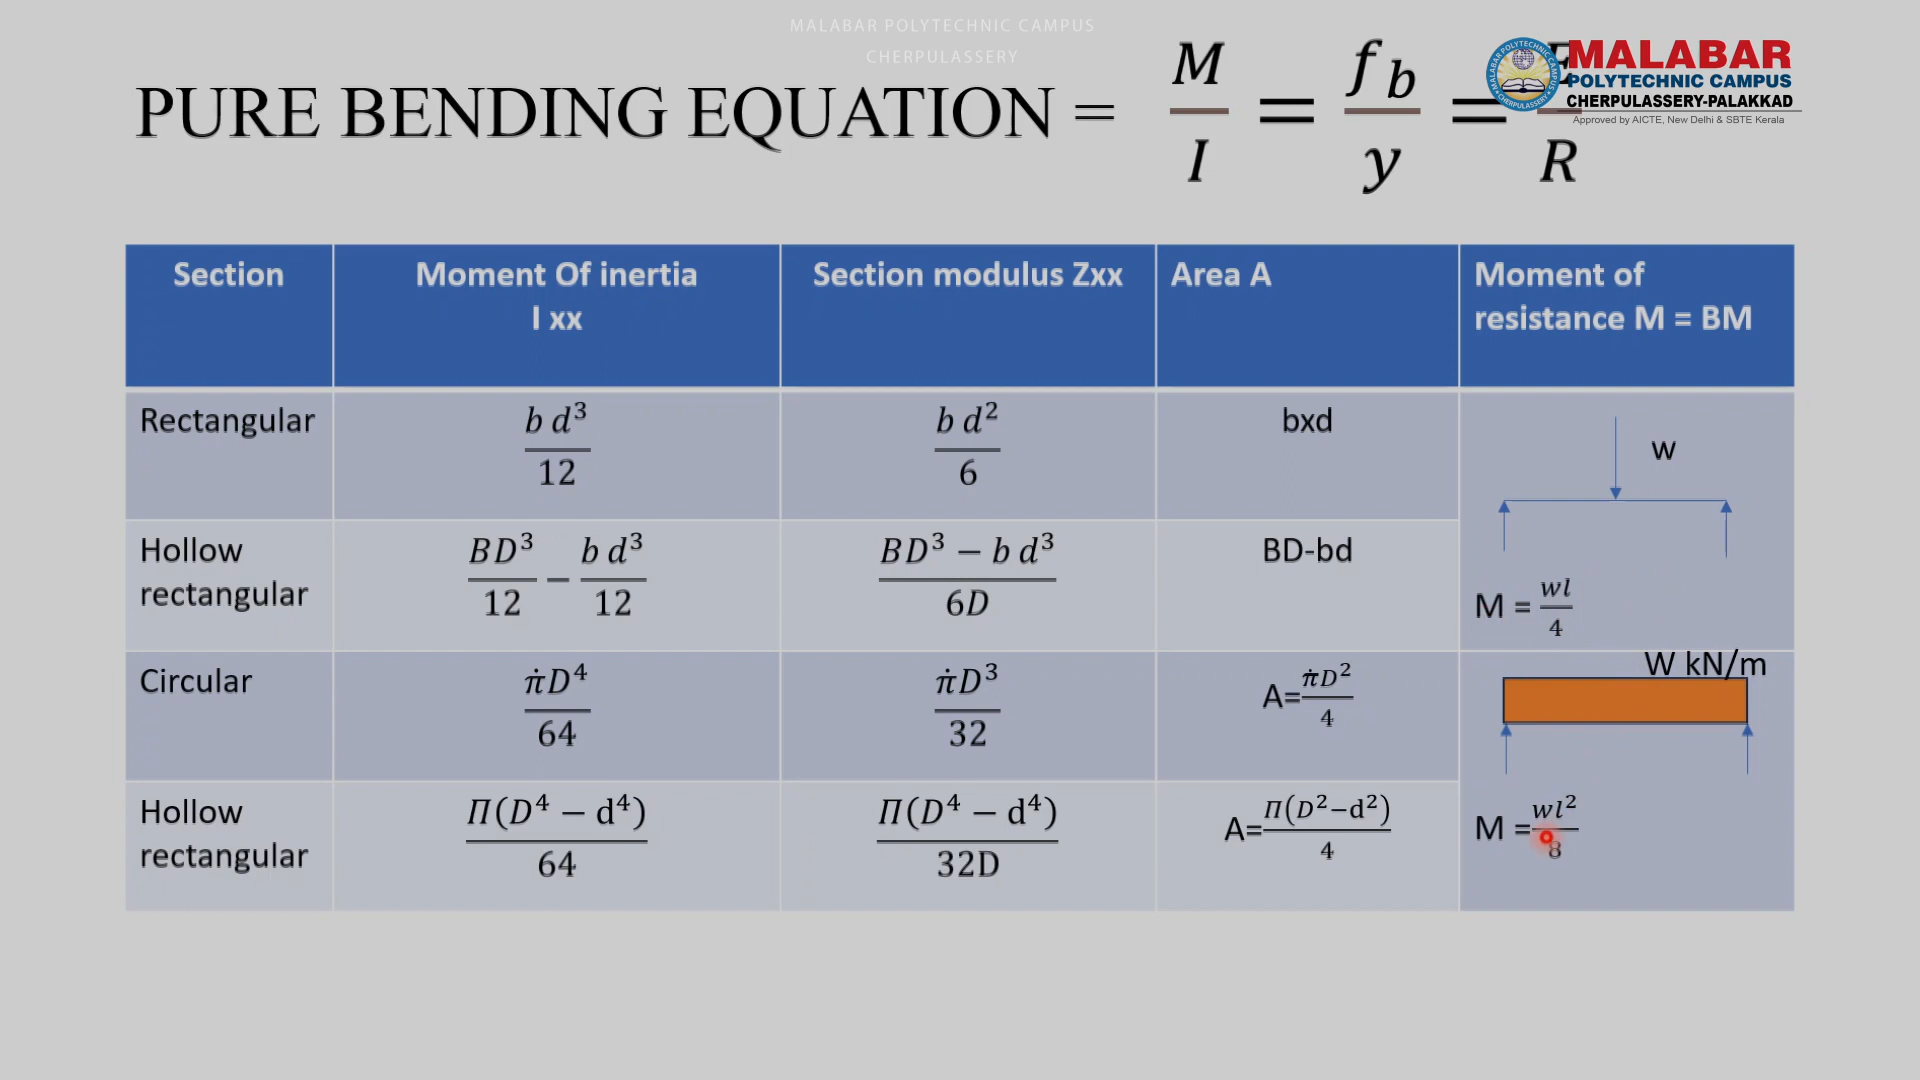 MALABAR POLYTECHNIC CAMPUS
CHERPULASSERY
PURE BENDING EQUATION = M/I = f b/y = E/R
MALABAR
POLYTECHNIC CAMPUS
CHERPULASSERY-PALAKKAD
Approved by AICTE, New Delhi & SBTE Kerala
Section
Moment Of inertia
I xx
Section modulus Zxx
Area A
Moment of
resistance M = BM
Rectangular
b d³/12
b d²/6
bxd
w
M = wl/4
Hollow
rectangular
BD³/12 − b d³/12
BD³ − b d³/6D
BD-bd
Circular
π̇D⁴/64
π̇D³/32
A=π̇D²/4
W kN/m
M =wl²/8
Hollow
rectangular
Π(D⁴ − d⁴)/64
Π(D⁴ − d⁴)/32D
A=Π(D²−d²)/4